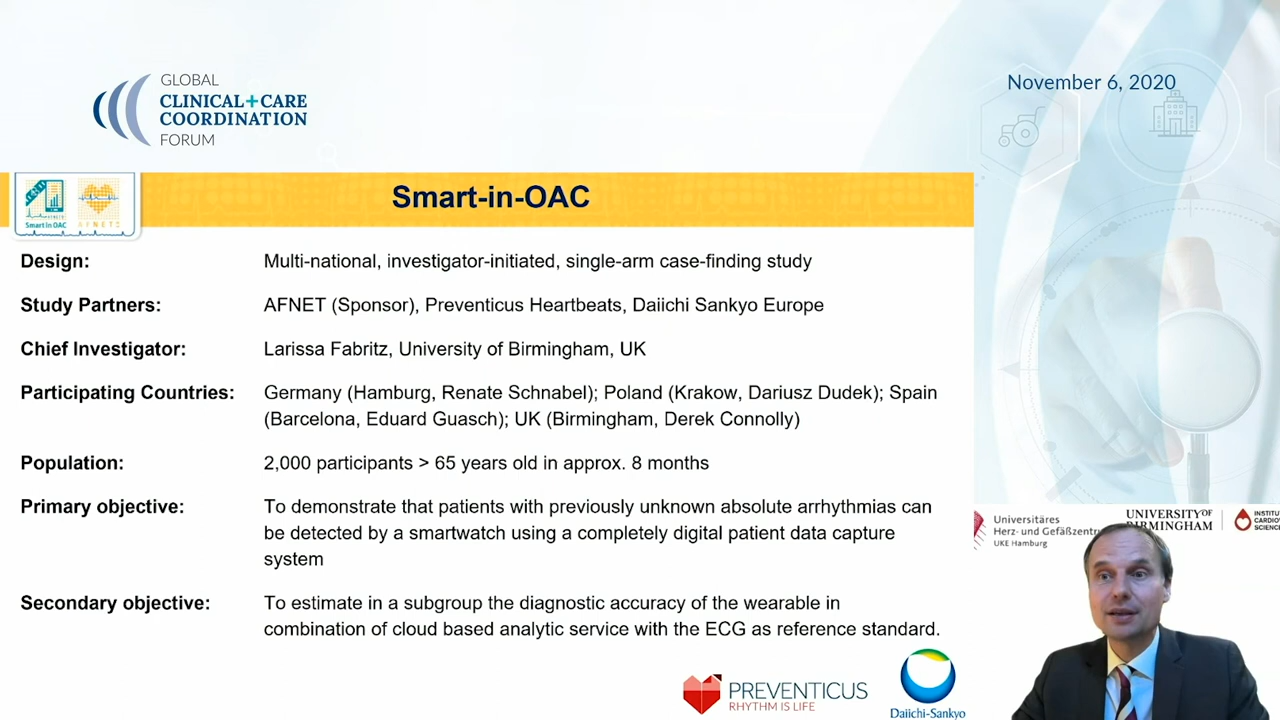 GLOBAL
CLINICAL+CARE
COORDINATION
FORUM
November 6, 2020
Smart in OAC
AFNET
Smart-in-OAC
Design: Multi-national, investigator-initiated, single-arm case-finding study
Study Partners: AFNET (Sponsor), Preventicus Heartbeats, Daiichi Sankyo Europe
Chief Investigator: Larissa Fabritz, University of Birmingham, UK
Participating Countries: Germany (Hamburg, Renate Schnabel); Poland (Krakow, Dariusz Dudek); Spain
(Barcelona, Eduard Guasch); UK (Birmingham, Derek Connolly)
Population: 2,000 participants > 65 years old in approx. 8 months
Primary objective: To demonstrate that patients with previously unknown absolute arrhythmias can
be detected by a smartwatch using a completely digital patient data capture
system
Secondary objective: To estimate in a subgroup the diagnostic accuracy of the wearable in
combination of cloud based analytic service with the ECG as reference standard.
PREVENTICUS
RHYTHM IS LIFE
Daiichi-Sankyo
Universitäres
Herz- und Gefäßzentru
UKE Hamburg
UNIVERSITY OF
BIRMINGHAM
INSTITU
CARDIOV
SCIENCE